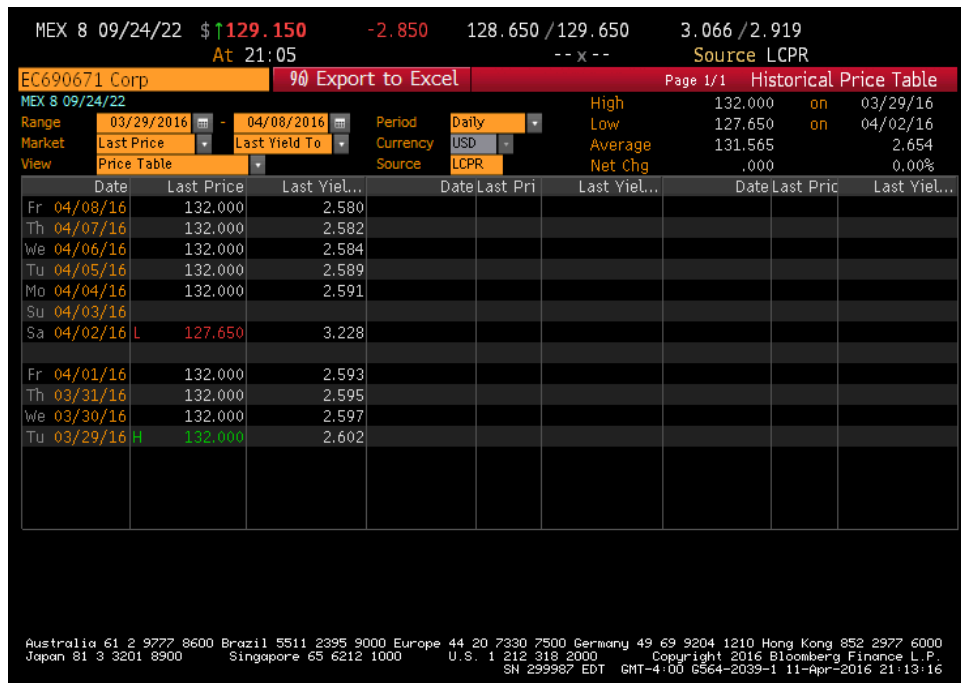 MEX 8 09/24/22 $↑129.150 -2.850 128.650/129.650 3.066/2.919
At 21:05 --x-- Source LCPR
EC690671 Corp 96) Export to Excel Page 1/1 Historical Price Table
MEX 8 09/24/22 High 132.000 on 03/29/16
Range 03/29/2016 - 04/08/2016 Period Daily Low 127.650 on 04/02/16
Market Last Price Last Yield To Currency USD Average 131.565 2.654
View Price Table Source LCPR Net Chg .000 0.00%
Date Last Price Last Yiel... Date Last Pri Last Yiel... Date Last Pric Last Yiel...
Fr 04/08/16 132.000 2.580
Th 04/07/16 132.000 2.582
We 04/06/16 132.000 2.584
Tu 04/05/16 132.000 2.589
Mo 04/04/16 132.000 2.591
Su 04/03/16
Sa 04/02/16 L 127.650 3.228
Fr 04/01/16 132.000 2.593
Th 03/31/16 132.000 2.595
We 03/30/16 132.000 2.597
Tu 03/29/16 H 132.000 2.602
Australia 61 2 9777 8600 Brazil 5511 2395 9000 Europe 44 20 7330 7500 Germany 49 69 9204 1210 Hong Kong 852 2977 6000
Japan 81 3 3201 8900 Singapore 65 6212 1000 U.S. 1 212 318 2000 Copyright 2016 Bloomberg Finance L.P.
SN 299987 EDT GMT-4:00 G564-2039-1 11-Apr-2016 21:13:16